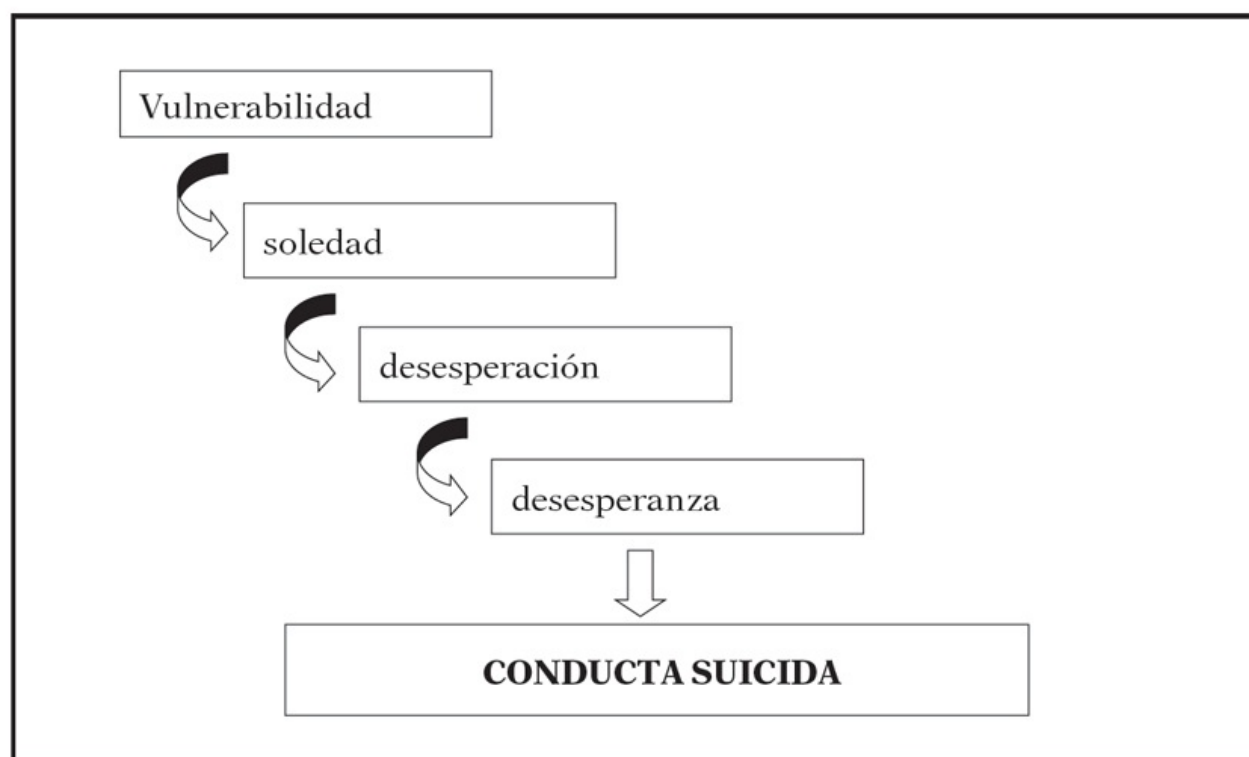 Vulnerabilidad
soledad
desesperación
desesperanza
CONDUCTA SUICIDA